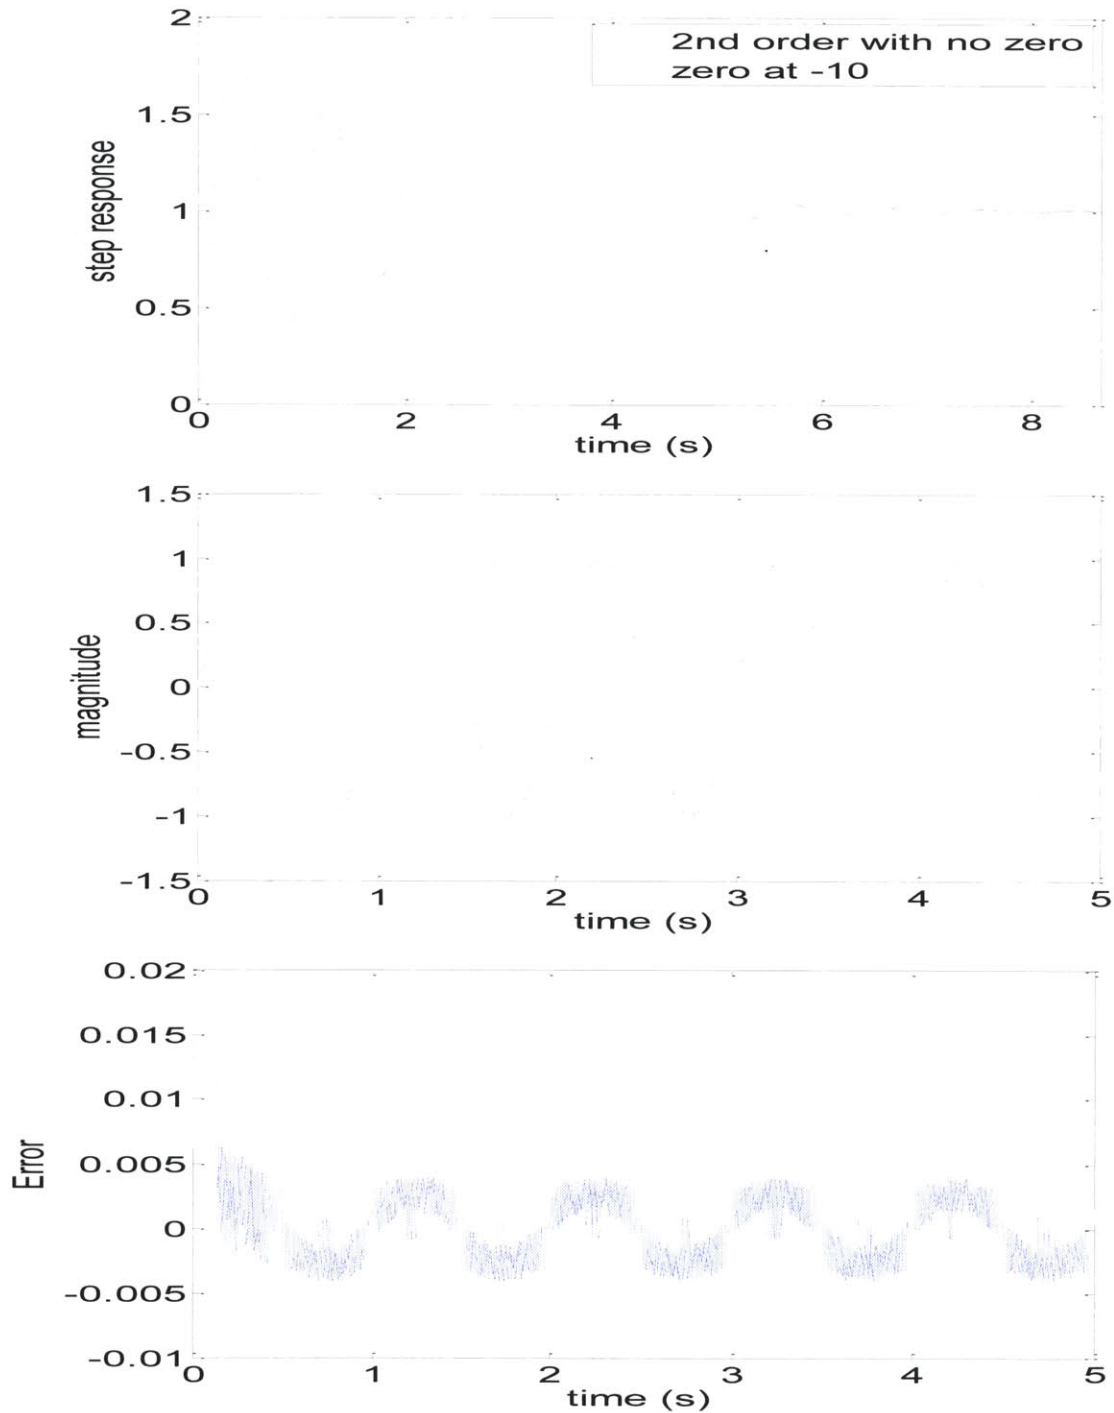 2
1.5
1
0.5
0
step response
2nd order with no zero
zero at -10
0 2 4 6 8
time (s)
1.5
1
0.5
0
-0.5
-1
-1.5
magnitude
0 1 2 3 4 5
time (s)
0.02
0.015
0.01
0.005
0
-0.005
-0.01
Error
0 1 2 3 4 5
time (s)